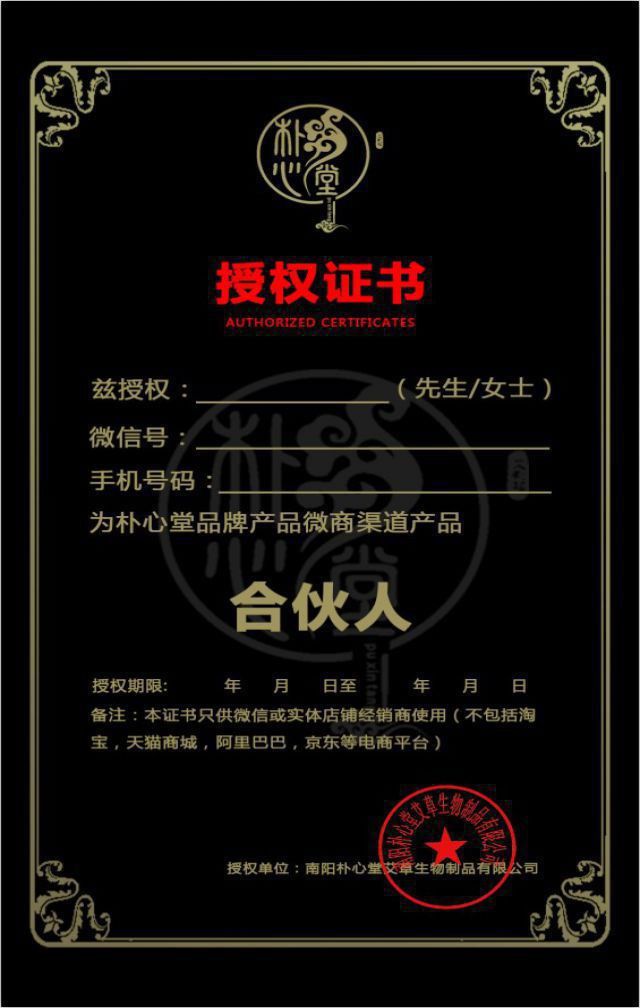 朴心堂
授权证书
AUTHORIZED CERTIFICATES
兹授权：（先生/女士）
微信号：
手机号码：
为朴心堂品牌产品微商渠道产品
合伙人
pu xin tang
授权期限: 年 月 日至 年 月 日
备注：本证书只供微信或实体店铺经销商使用（不包括淘
宝，天猫商城，阿里巴巴，京东等电商平台）
南阳朴心堂艾草生物制品有限公司
授权单位：南阳朴心堂艾草生物制品有限公司